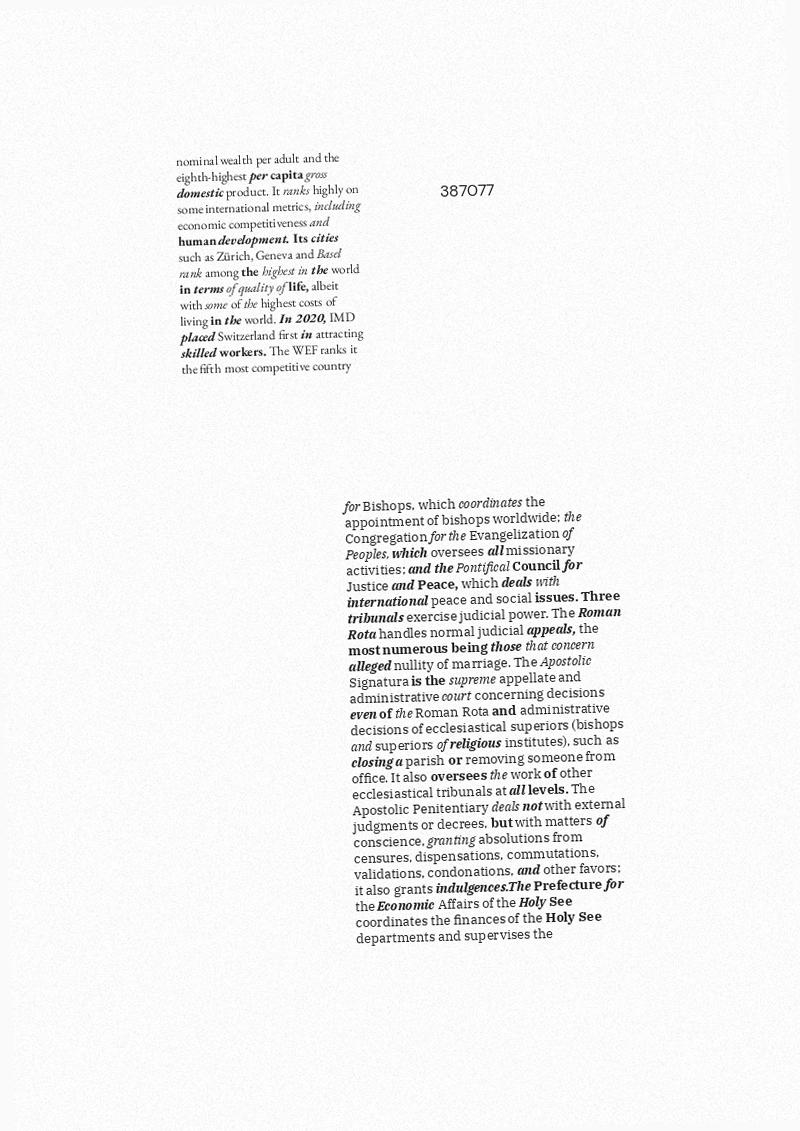 nominal wealth per adult and the
eighth-highest per capita gross
domestic product. It ranks highly on
some international metrics, including
economic competitiveness and
human development. Its cities
such as Zürich, Geneva and Basel
rank among the highest in the world
in terms of quality of life, albeit
with some of the highest costs of
living in the world. In 2020, IMD
placed Switzerland first in attracting
skilled workers. The WEF ranks it
the fifth most competitive country
387077
for Bishops, which coordinates the
appointment of bishops worldwide; the
Congregation for the Evangelization of
Peoples, which oversees all missionary
activities; and the Pontifical Council for
Justice and Peace, which deals with
international peace and social issues. Three
tribunals exercise judicial power. The Roman
Rota handles normal judicial appeals, the
most numerous being those that concern
alleged nullity of marriage. The Apostolic
Signatura is the supreme appellate and
administrative court concerning decisions
even of the Roman Rota and administrative
decisions of ecclesiastical superiors (bishops
and superiors of religious institutes), such as
closing a parish or removing someone from
office. It also oversees the work of other
ecclesiastical tribunals at all levels. The
Apostolic Penitentiary deals not with external
judgments or decrees, but with matters of
conscience, granting absolutions from
censures, dispensations, commutations,
validations, condonations, and other favors;
it also grants indulgences.The Prefecture for
the Economic Affairs of the Holy See
coordinates the finances of the Holy See
departments and supervises the